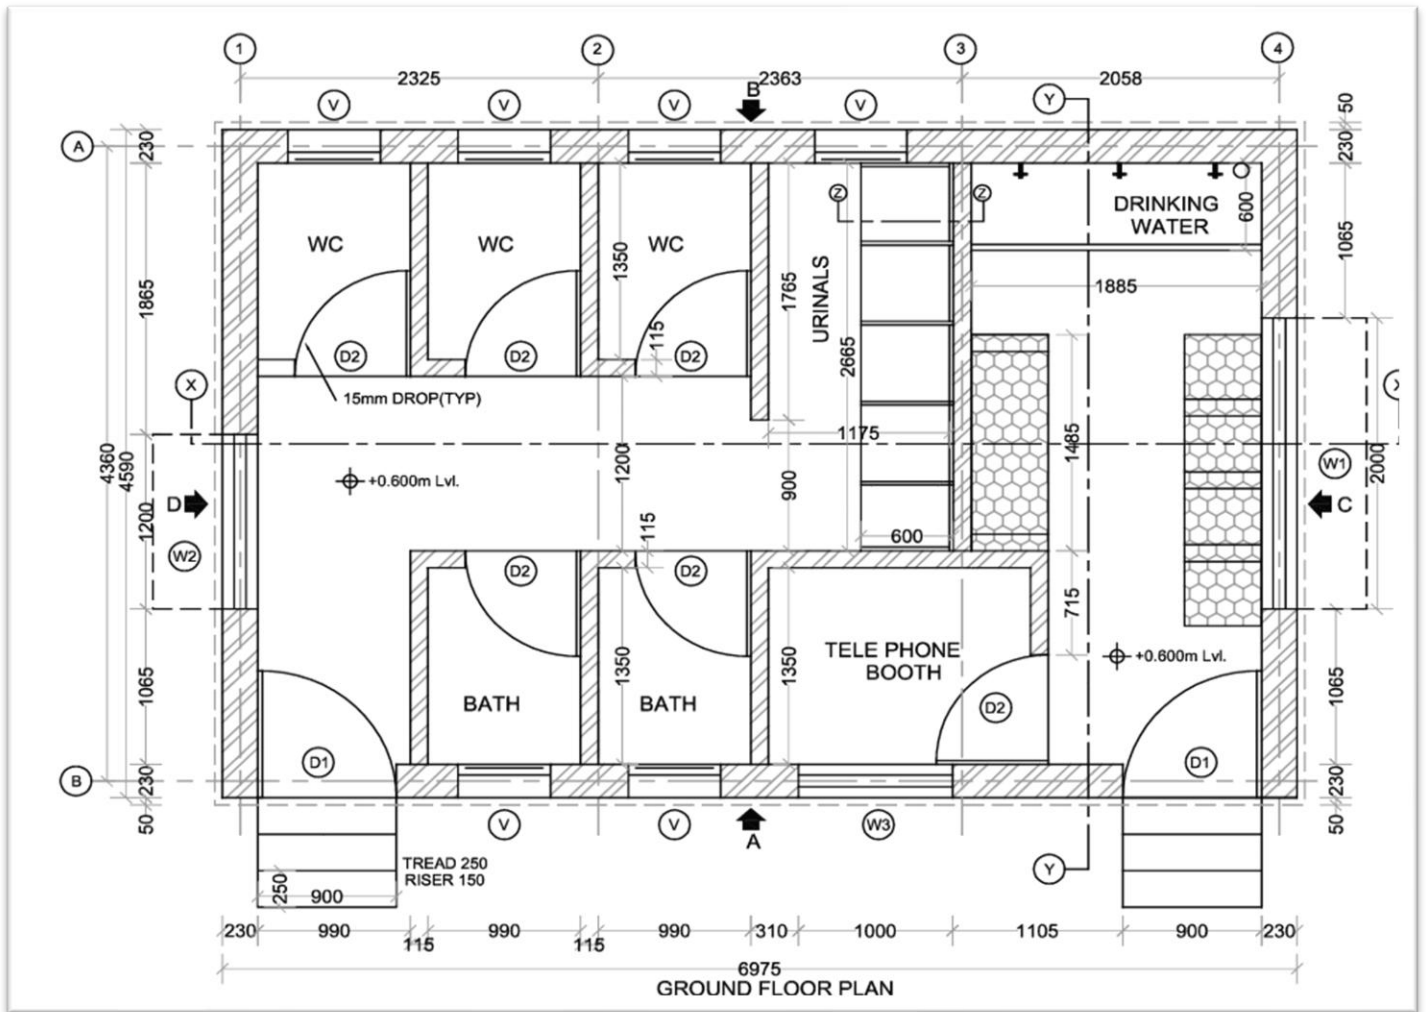 1
2
3
4
2325
2363
2058
B
V
V
V
V
Y
50
A
230
230
Z
Z
DRINKING
WATER
600
WC
WC
WC
1350
1765
URINALS
1065
1865
1885
115
D2
D2
D2
2665
X
15mm DROP(TYP)
4360
4590
1175
1485
1200
1200
900
W1
2000
+0.600m Lvl.
D
C
115
600
W2
D2
D2
715
TELE PHONE
BOOTH
+0.600m Lvl.
1350
1350
1065
1065
BATH
BATH
D2
D1
D1
B
230
230
50
50
V
V
A
W3
TREAD 250
RISER 150
Y
250
900
230
990
115
990
115
990
310
1000
1105
900
230
6975
GROUND FLOOR PLAN